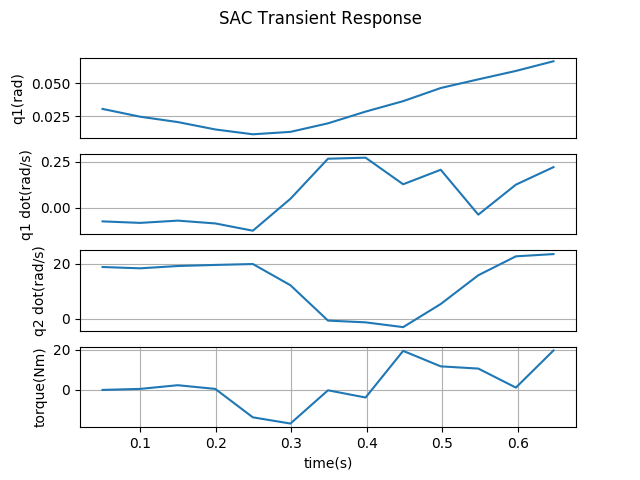 SAC Transient Response
q1(rad)
0.050
0.025
q1 dot(rad/s)
0.25
0.00
q2 dot(rad/s)
20
0
torque(Nm)
20
0
0.1 0.2 0.3 0.4 0.5 0.6
time(s)